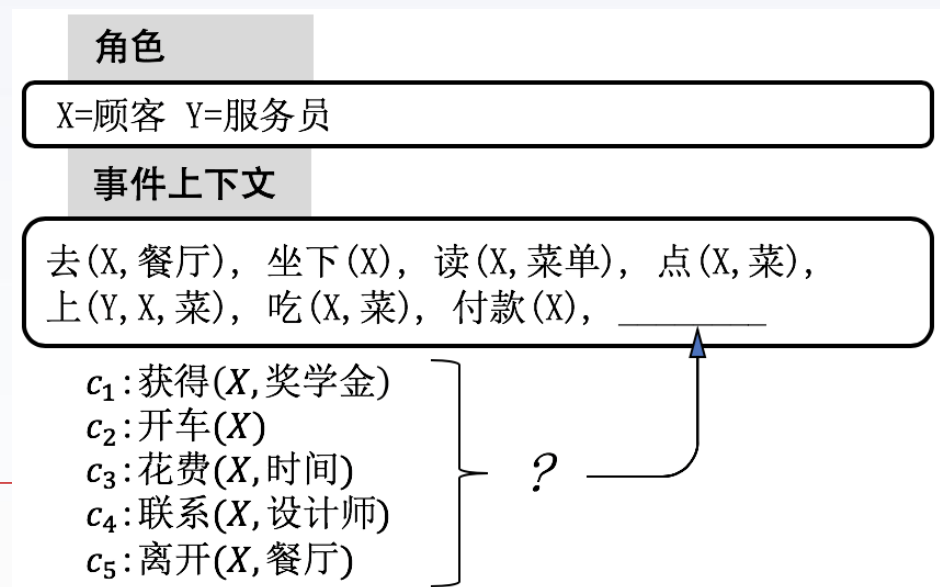 角色
X=顾客 Y=服务员
事件上下文
去(X,餐厅), 坐下(X), 读(X,菜单), 点(X,菜),
上(Y,X,菜), 吃(X,菜), 付款(X), ________
c₁:获得(X,奖学金)
c₂:开车(X)
c₃:花费(X,时间)
?
c₄:联系(X,设计师)
c₅:离开(X,餐厅)